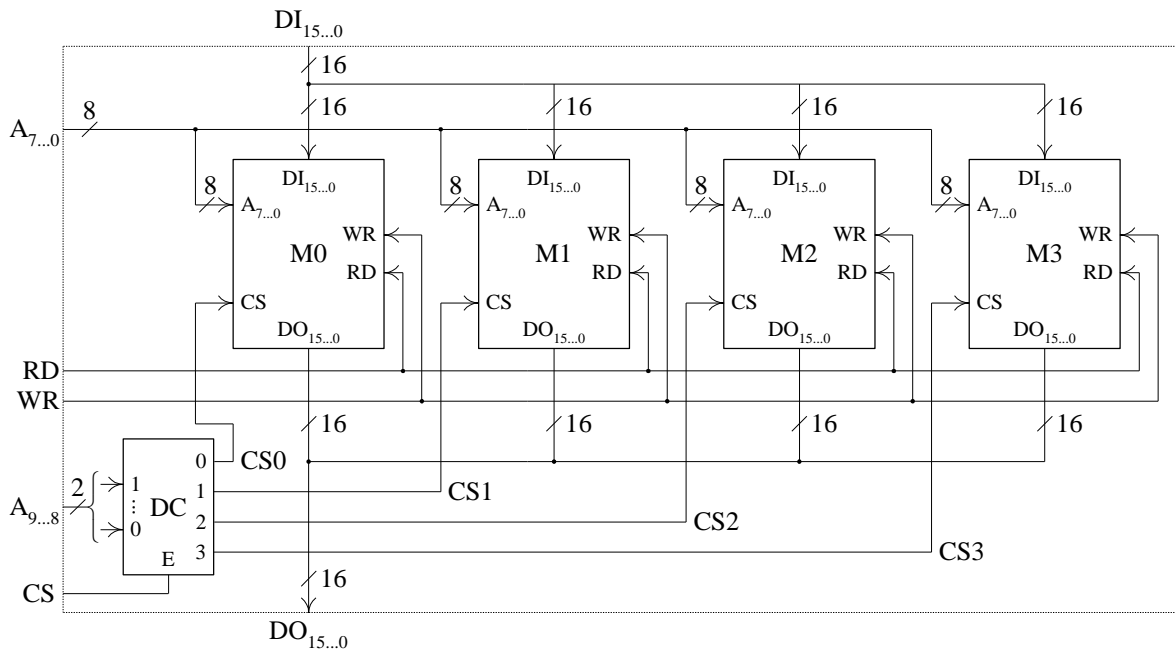 DI15...0
16
16 16 16 16
8
A7...0
DI15...0 DI15...0 DI15...0 DI15...0
8 A7...0 8 A7...0 8 A7...0 8 A7...0
WR WR WR WR
M0 M1 M2 M3
RD RD RD RD
CS CS CS CS
DO15...0 DO15...0 DO15...0 DO15...0
RD
WR
16 16 16 16
0 CS0
2 1 1 CS1
A9...8 ... DC
0 2 CS2
E 3 CS3
CS
16
DO15...0